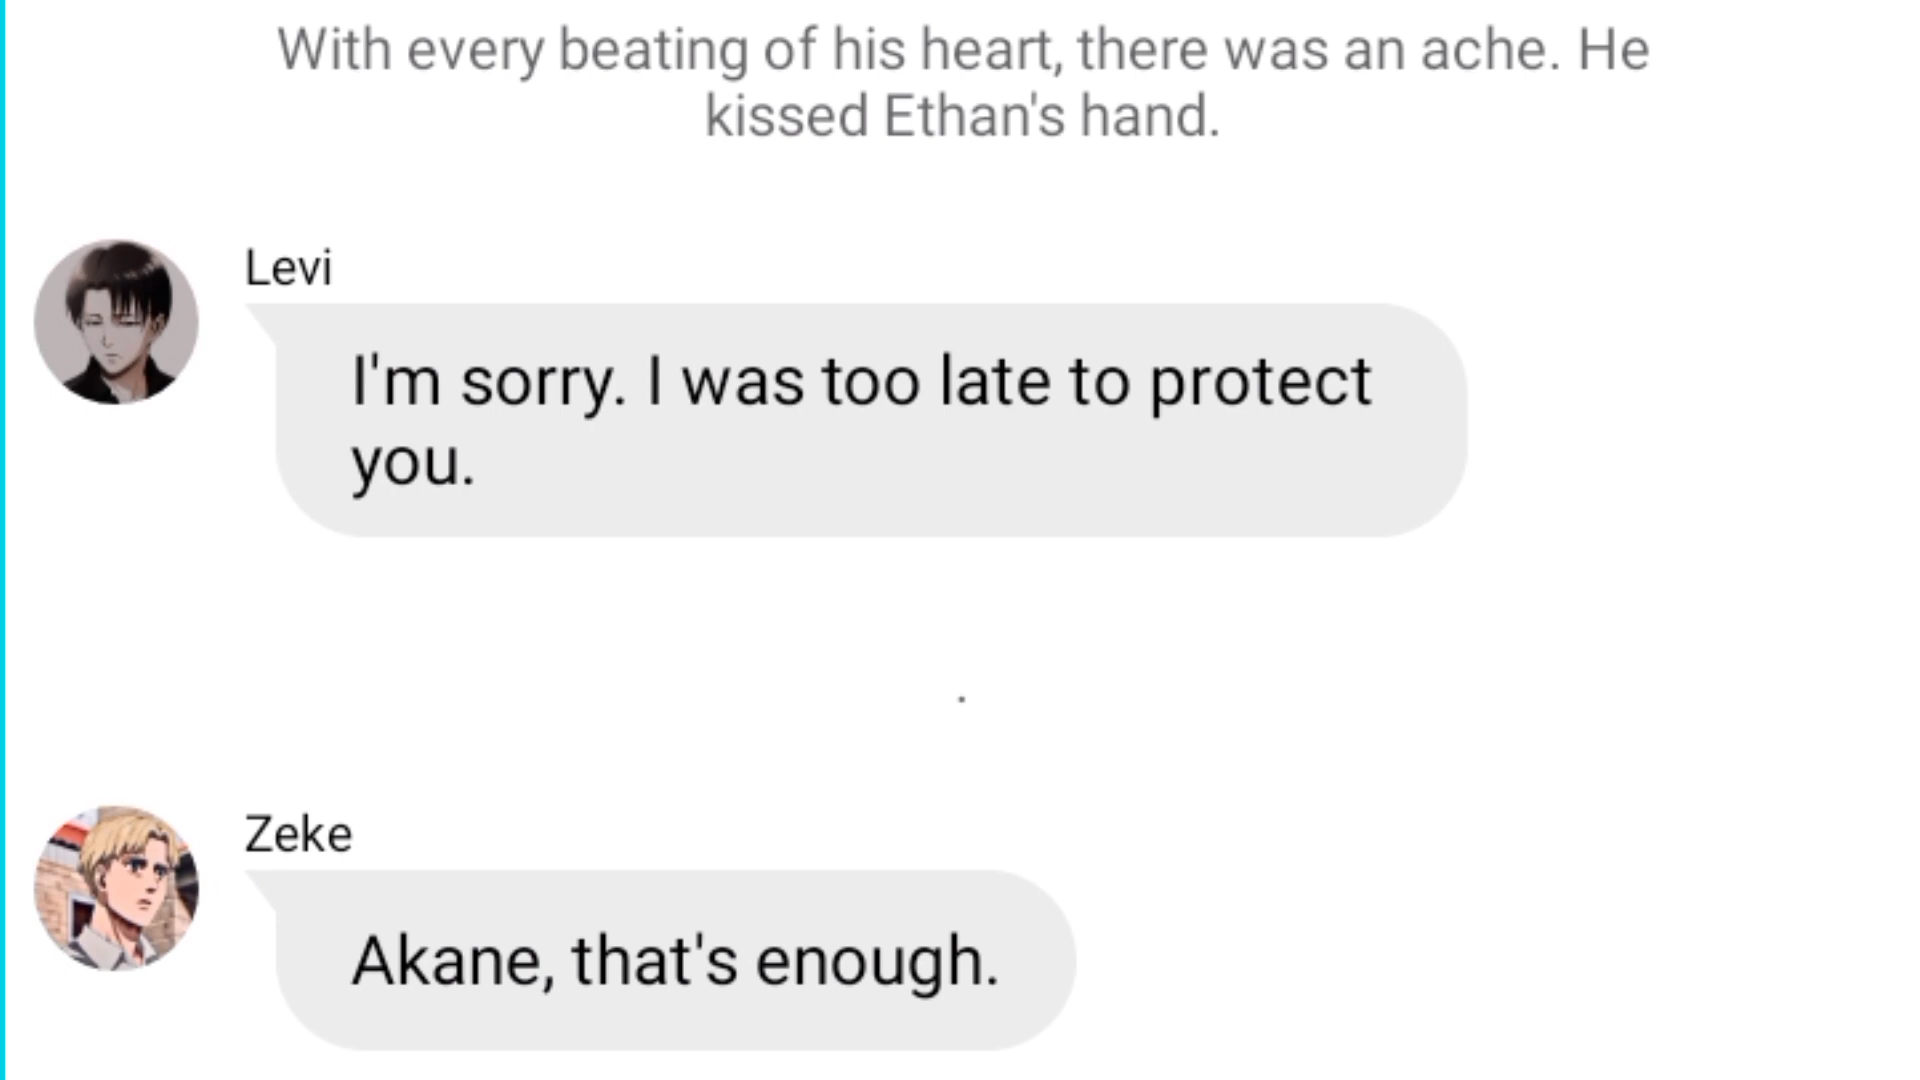 With every beating of his heart, there was an ache. He
kissed Ethan's hand.
Levi
I'm sorry. I was too late to protect
you.
.
Zeke
Akane, that's enough.